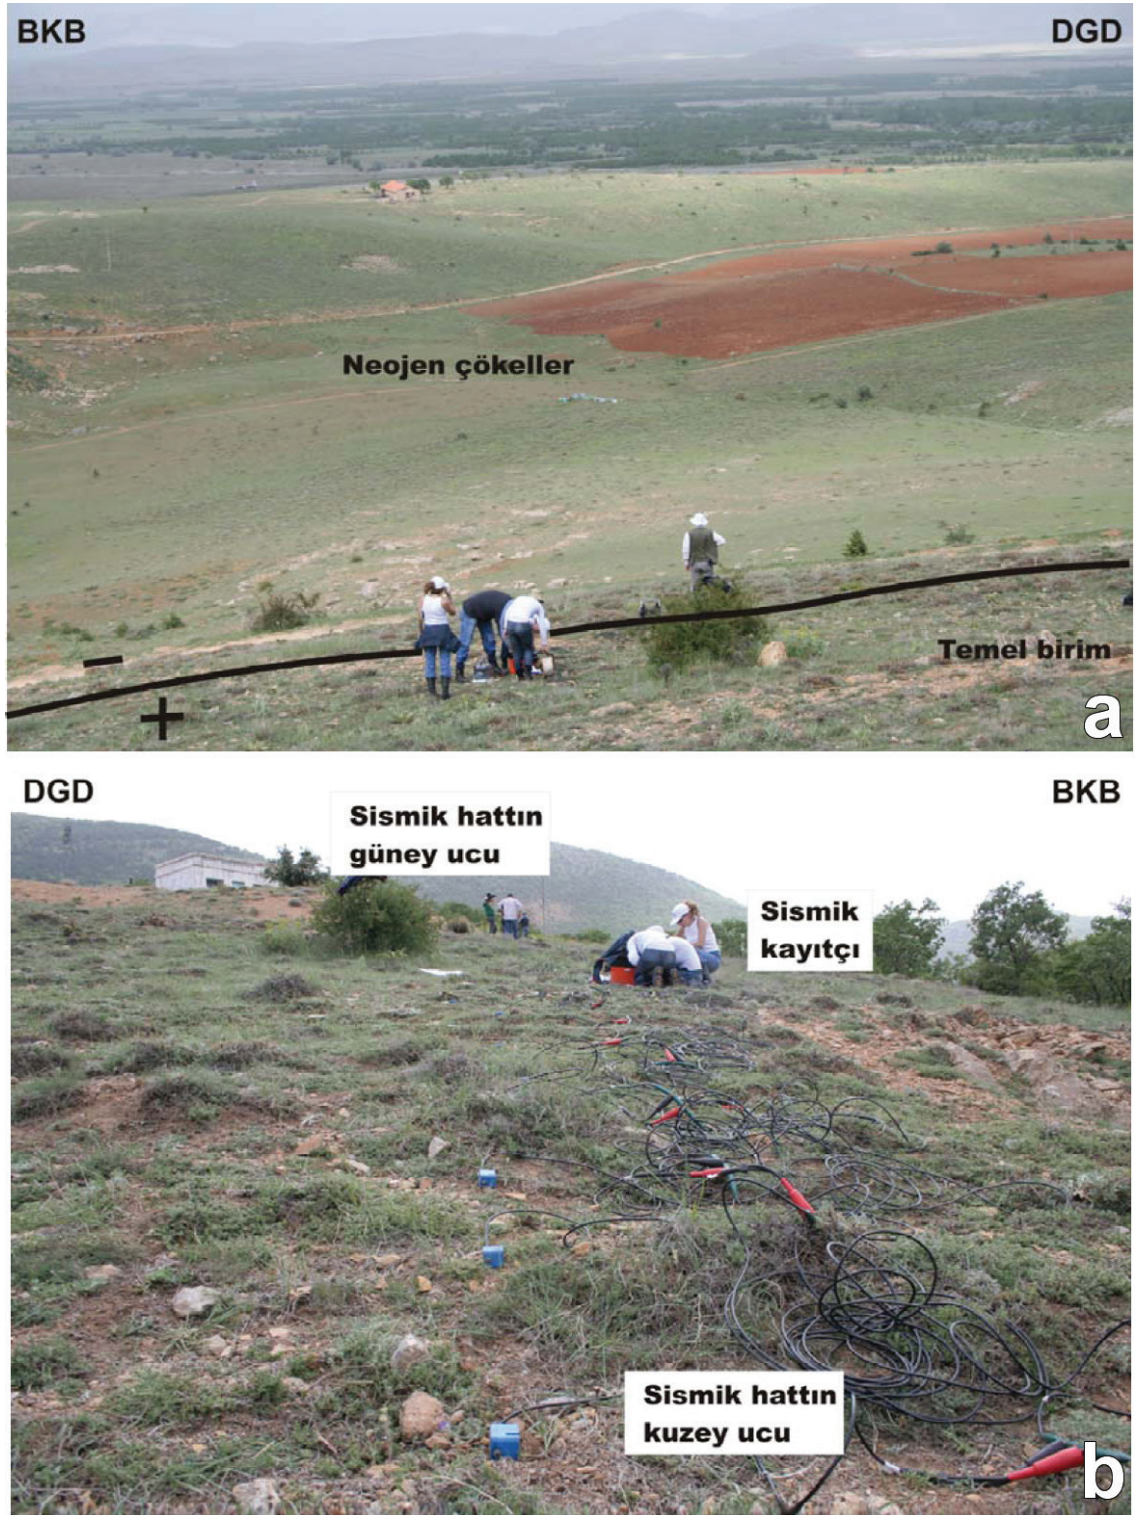 BKB DGD
Neojen çökeller
−
+
Temel birim
a
DGD BKB
Sismik hattın
güney ucu
Sismik
kayıtçı
Sismik hattın
kuzey ucu
b